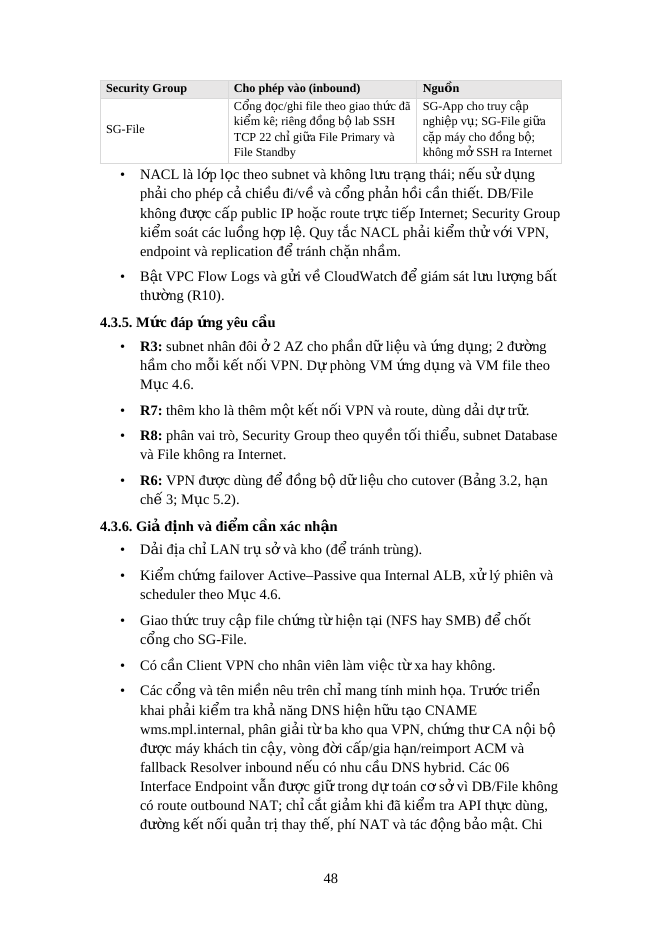 Security Group Cho phép vào (inbound) Nguồn
SG-File
Cổng đọc/ghi file theo giao thức đã
kiểm kê; riêng đồng bộ lab SSH
TCP 22 chỉ giữa File Primary và
File Standby
SG-App cho truy cập
nghiệp vụ; SG-File giữa
cặp máy cho đồng bộ;
không mở SSH ra Internet
• NACL là lớp lọc theo subnet và không lưu trạng thái; nếu sử dụng
phải cho phép cả chiều đi/về và cổng phản hồi cần thiết. DB/File
không được cấp public IP hoặc route trực tiếp Internet; Security Group
kiểm soát các luồng hợp lệ. Quy tắc NACL phải kiểm thử với VPN,
endpoint và replication để tránh chặn nhầm.
• Bật VPC Flow Logs và gửi về CloudWatch để giám sát lưu lượng bất
thường (R10).
4.3.5. Mức đáp ứng yêu cầu
• R3: subnet nhân đôi ở 2 AZ cho phần dữ liệu và ứng dụng; 2 đường
hầm cho mỗi kết nối VPN. Dự phòng VM ứng dụng và VM file theo
Mục 4.6.
• R7: thêm kho là thêm một kết nối VPN và route, dùng dải dự trữ.
• R8: phân vai trò, Security Group theo quyền tối thiểu, subnet Database
và File không ra Internet.
• R6: VPN được dùng để đồng bộ dữ liệu cho cutover (Bảng 3.2, hạn
chế 3; Mục 5.2).
4.3.6. Giả định và điểm cần xác nhận
• Dải địa chỉ LAN trụ sở và kho (để tránh trùng).
• Kiểm chứng failover Active–Passive qua Internal ALB, xử lý phiên và
scheduler theo Mục 4.6.
• Giao thức truy cập file chứng từ hiện tại (NFS hay SMB) để chốt
cổng cho SG-File.
• Có cần Client VPN cho nhân viên làm việc từ xa hay không.
• Các cổng và tên miền nêu trên chỉ mang tính minh họa. Trước triển
khai phải kiểm tra khả năng DNS hiện hữu tạo CNAME
wms.mpl.internal, phân giải từ ba kho qua VPN, chứng thư CA nội bộ
được máy khách tin cậy, vòng đời cấp/gia hạn/reimport ACM và
fallback Resolver inbound nếu có nhu cầu DNS hybrid. Các 06
Interface Endpoint vẫn được giữ trong dự toán cơ sở vì DB/File không
có route outbound NAT; chỉ cắt giảm khi đã kiểm tra API thực dùng,
đường kết nối quản trị thay thế, phí NAT và tác động bảo mật. Chi
48